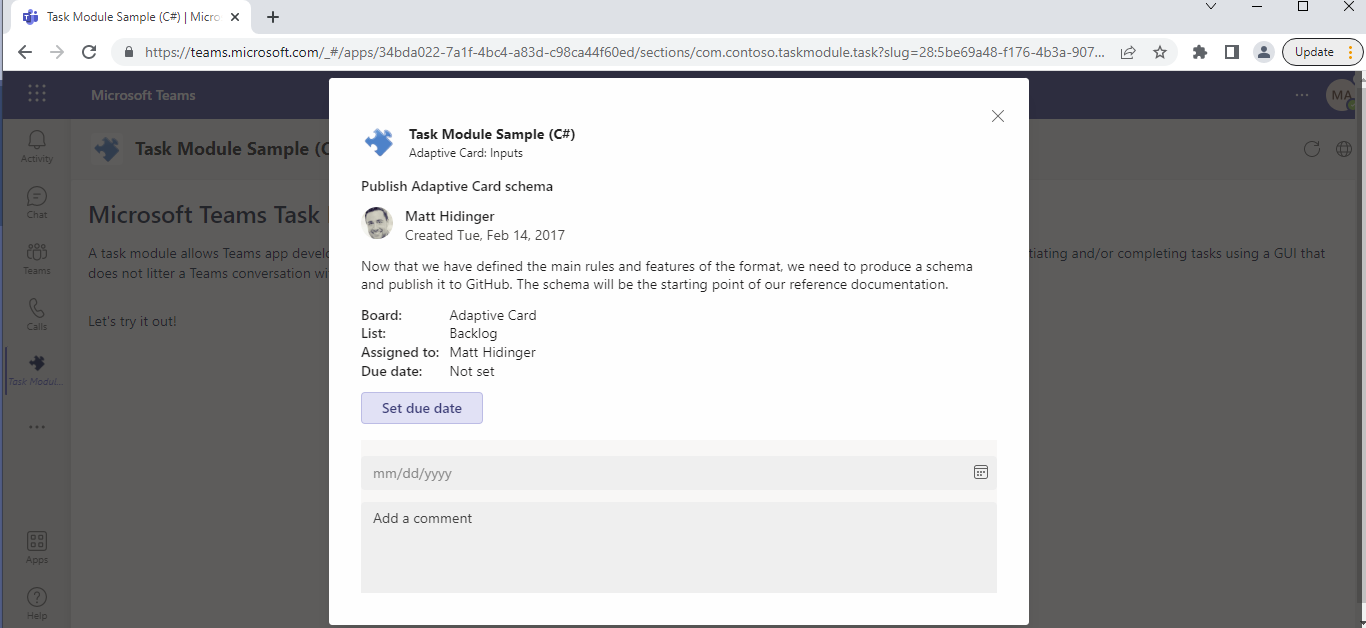 Task Module Sample (C#) | Micro
https://teams.microsoft.com/_#/apps/34bda022-7a1f-4bc4-a83d-c98ca44f60ed/sections/com.contoso.taskmodule.task?slug=28:5be69a48-f176-4b3a-907...
Update
Microsoft Teams
MA
Activity
Chat
Teams
Calls
Task Modul...
Apps
Help
Task Module Sample (C
Microsoft Teams Task
A task module allows Teams app devel
tiating and/or completing tasks using a GUI that
does not litter a Teams conversation wi
Let's try it out!
Task Module Sample (C#)
Adaptive Card: Inputs
Publish Adaptive Card schema
Matt Hidinger
Created Tue, Feb 14, 2017
Now that we have defined the main rules and features of the format, we need to produce a schema
and publish it to GitHub. The schema will be the starting point of our reference documentation.
Board: Adaptive Card
List: Backlog
Assigned to: Matt Hidinger
Due date: Not set
Set due date
mm/dd/yyyy
Add a comment